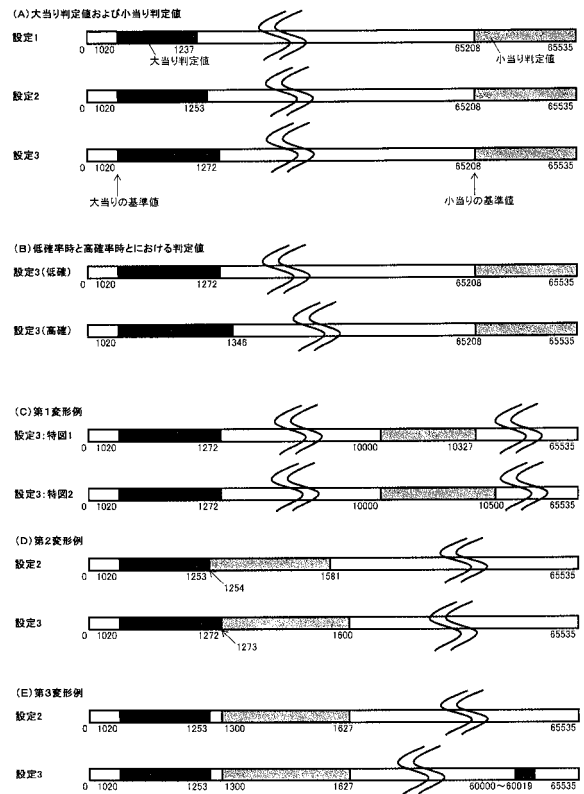 (A)大当り判定値および小当り判定値
設定1
0 1020 1237 65208 65535
大当り判定値 小当り判定値
設定2
0 1020 1253 65208 65535
設定3
0 1020 1272 65208 65535
大当りの基準値 小当りの基準値
(B)低確率時と高確率時とにおける判定値
設定3(低確)
0 1020 1272 65208 65535
設定3(高確)
0 1020 1346 65208 65535
(C)第1変形例
設定3:特図1
0 1020 1272 10000 10327 65535
設定3:特図2
0 1020 1272 10000 10500 65535
(D)第2変形例
設定2
0 1020 1253 1581 65535
1254
設定3
0 1020 1272 1600 65535
1273
(E)第3変形例
設定2
0 1020 1253 1300 1627 65535
設定3
0 1020 1253 1300 1627 60000～60019 65535